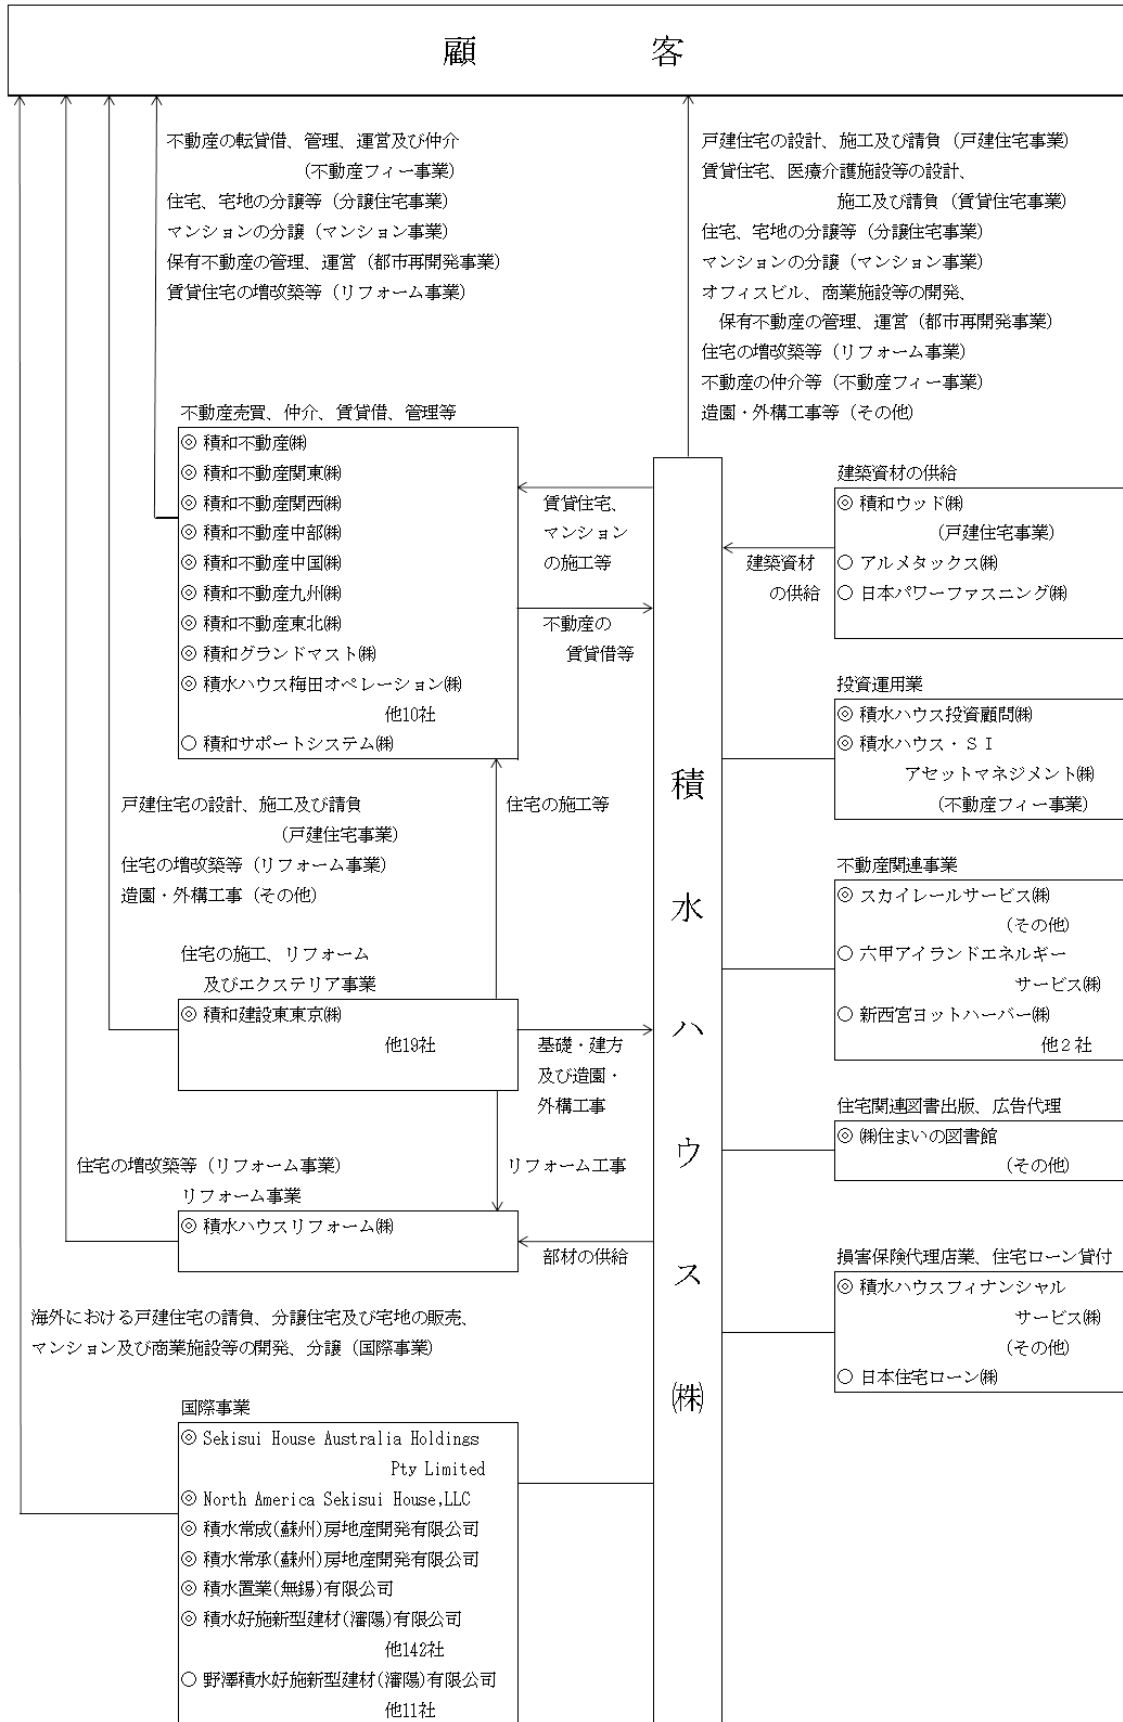 顧客
不動産の転貸借、管理、運営及び仲介
(不動産フィー事業)
住宅、宅地の分譲等 (分譲住宅事業)
マンションの分譲 (マンション事業)
保有不動産の管理、運営 (都市再開発事業)
賃貸住宅の増改築等 (リフォーム事業)
戸建住宅の設計、施工及び請負 (戸建住宅事業)
賃貸住宅、医療介護施設等の設計、
施工及び請負 (賃貸住宅事業)
住宅、宅地の分譲等 (分譲住宅事業)
マンションの分譲 (マンション事業)
オフィスビル、商業施設等の開発、
保有不動産の管理、運営 (都市再開発事業)
住宅の増改築等 (リフォーム事業)
不動産の仲介等 (不動産フィー事業)
造園・外構工事等 (その他)
不動産売買、仲介、賃貸借、管理等
◎ 積和不動産㈱
◎ 積和不動産関東㈱
◎ 積和不動産関西㈱
◎ 積和不動産中部㈱
◎ 積和不動産中国㈱
◎ 積和不動産九州㈱
◎ 積和不動産東北㈱
◎ 積和グランドマスト㈱
◎ 積水ハウス梅田オペレーション㈱
他10社
○ 積和サポートシステム㈱
賃貸住宅、
マンション
の施工等
不動産の
賃貸借等
積水ハウス㈱
建築資材の供給
◎ 積和ウッド㈱
(戸建住宅事業)
○ アルメタックス㈱
○ 日本パワーファスニング㈱
建築資材
の供給
投資運用業
◎ 積水ハウス投資顧問㈱
◎ 積水ハウス・ＳＩ
アセットマネジメント㈱
(不動産フィー事業)
戸建住宅の設計、施工及び請負
(戸建住宅事業)
住宅の増改築等 (リフォーム事業)
造園・外構工事 (その他)
住宅の施工等
不動産関連事業
◎ スカイレールサービス㈱
(その他)
○ 六甲アイランドエネルギー
サービス㈱
○ 新西宮ヨットハーバー㈱
他２社
住宅の施工、リフォーム
及びエクステリア事業
◎ 積和建設東東京㈱
他19社
基礎・建方
及び造園・
外構工事
住宅関連図書出版、広告代理
◎ ㈱住まいの図書館
(その他)
住宅の増改築等 (リフォーム事業)
リフォーム工事
リフォーム事業
◎ 積水ハウスリフォーム㈱
部材の供給
損害保険代理店業、住宅ローン貸付
◎ 積水ハウスフィナンシャル
サービス㈱
(その他)
○ 日本住宅ローン㈱
海外における戸建住宅の請負、分譲住宅及び宅地の販売、
マンション及び商業施設等の開発、分譲 (国際事業)
国際事業
◎ Sekisui House Australia Holdings
Pty Limited
◎ North America Sekisui House,LLC
◎ 積水常成(蘇州)房地産開発有限公司
◎ 積水常承(蘇州)房地産開発有限公司
◎ 積水置業(無錫)有限公司
◎ 積水好施新型建材(瀋陽)有限公司
他142社
○ 野澤積水好施新型建材(瀋陽)有限公司
他11社